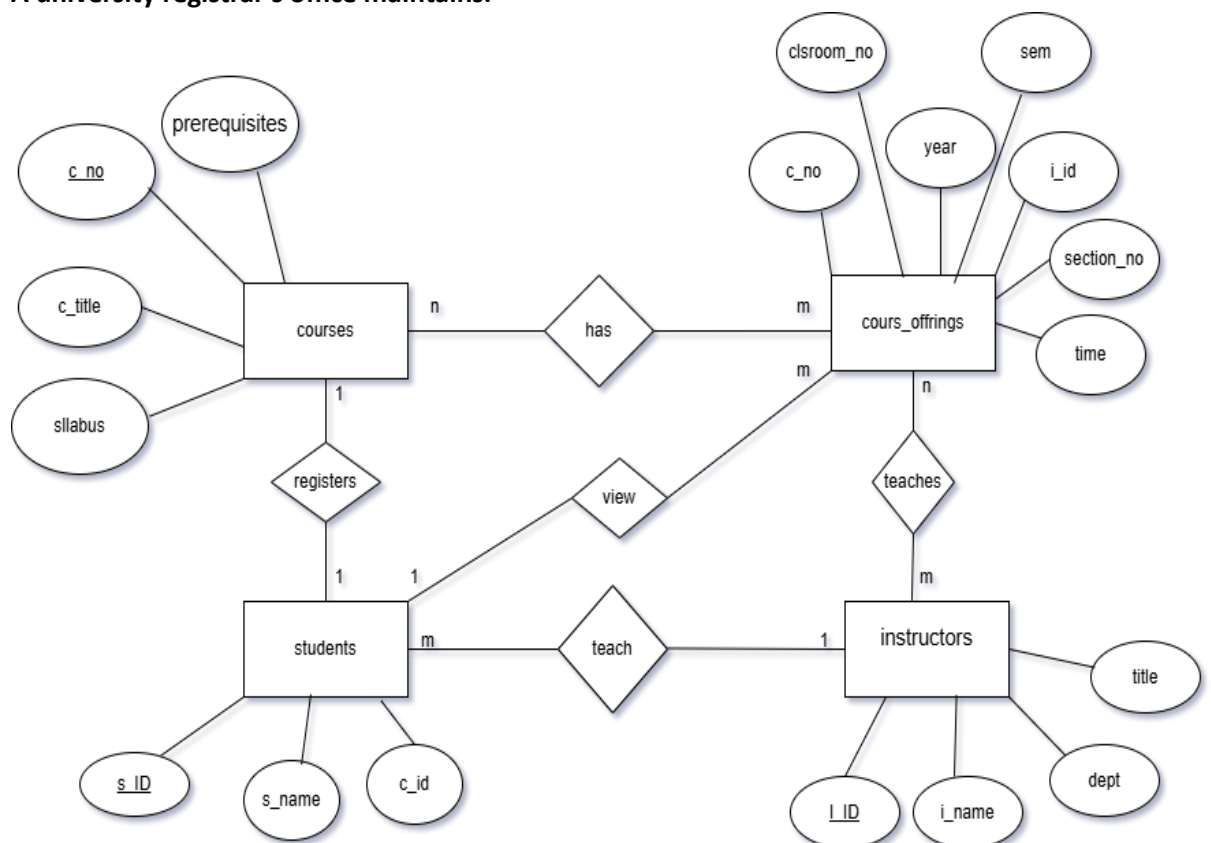 A university registrar's office maintains:
clsroom_no
sem
prerequisites
year
c_no
c_no
i_id
section_no
c_title
courses
n
has
m
cours_offrings
time
m
1
n
sllabus
registers
view
teaches
1
1
m
students
m
teach
1
instructors
title
s_ID
s_name
c_id
I_ID
i_name
dept